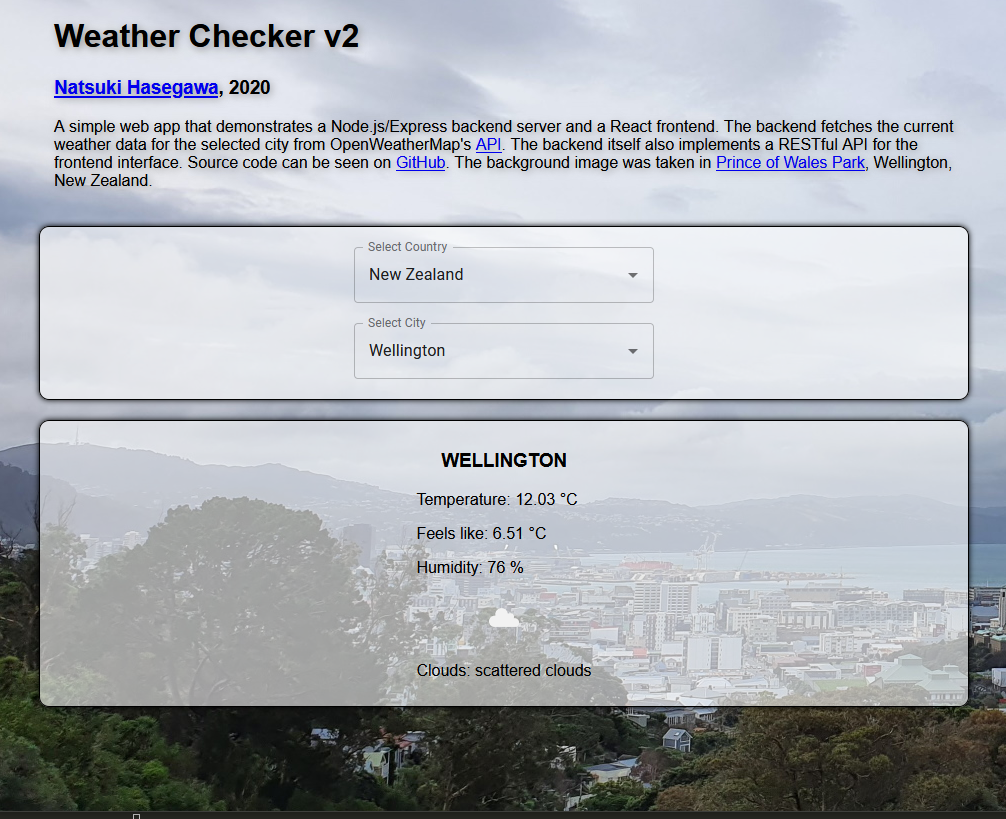 Weather Checker v2
Natsuki Hasegawa, 2020
A simple web app that demonstrates a Node.js/Express backend server and a React frontend. The backend fetches the current
weather data for the selected city from OpenWeatherMap's API. The backend itself also implements a RESTful API for the
frontend interface. Source code can be seen on GitHub. The background image was taken in Prince of Wales Park, Wellington,
New Zealand.
Select Country
New Zealand
Select City
Wellington
WELLINGTON
Temperature: 12.03 °C
Feels like: 6.51 °C
Humidity: 76 %
Clouds: scattered clouds